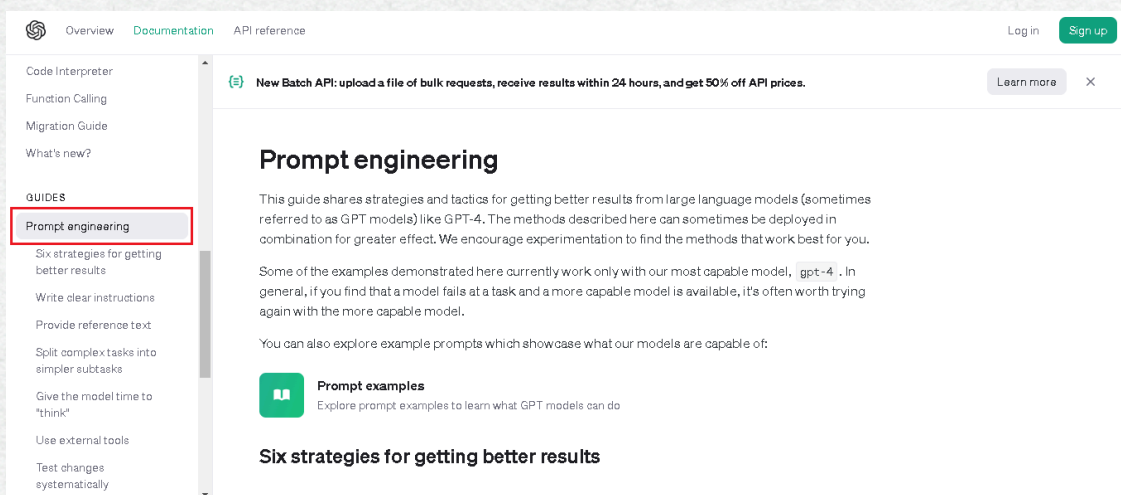 Overview Documentation API reference Log in Sign up
Code Interpreter
Function Calling
Migration Guide
What's new?
GUIDES
Prompt engineering
Six strategies for getting
better results
Write clear instructions
Provide reference text
Split complex tasks into
simpler subtasks
Give the model time to
"think"
Use external tools
Test changes
systematically
New Batch API: upload a file of bulk requests, receive results within 24 hours, and get 50% off API prices. Learn more
Prompt engineering
This guide shares strategies and tactics for getting better results from large language models (sometimes
referred to as GPT models) like GPT-4. The methods described here can sometimes be deployed in
combination for greater effect. We encourage experimentation to find the methods that work best for you.
Some of the examples demonstrated here currently work only with our most capable model, gpt-4 . In
general, if you find that a model fails at a task and a more capable model is available, it's often worth trying
again with the more capable model.
You can also explore example prompts which showcase what our models are capable of:
Prompt examples
Explore prompt examples to learn what GPT models can do
Six strategies for getting better results